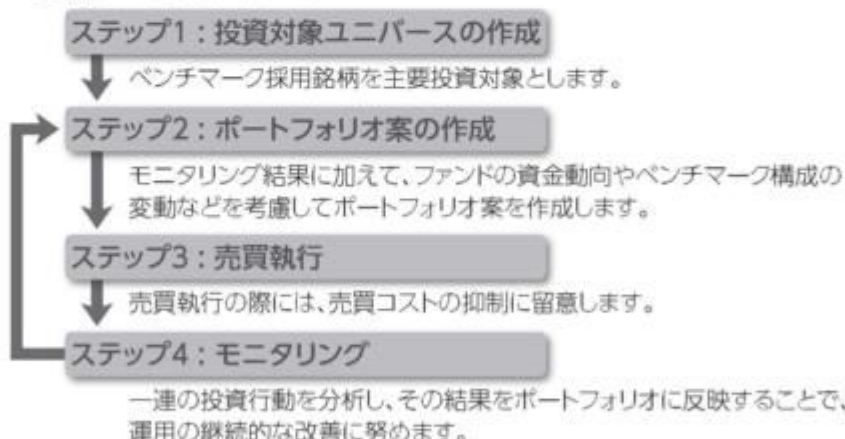 ステップ1：投資対象ユニバースの作成
ベンチマーク採用銘柄を主要投資対象とします。
ステップ2：ポートフォリオ案の作成
モニタリング結果に加えて、ファンドの資金動向やベンチマーク構成の
変動などを考慮してポートフォリオ案を作成します。
ステップ3：売買執行
売買執行の際には、売買コストの抑制に留意します。
ステップ4：モニタリング
一連の投資行動を分析し、その結果をポートフォリオに反映することで、
運用の継続的な改善に努めます。